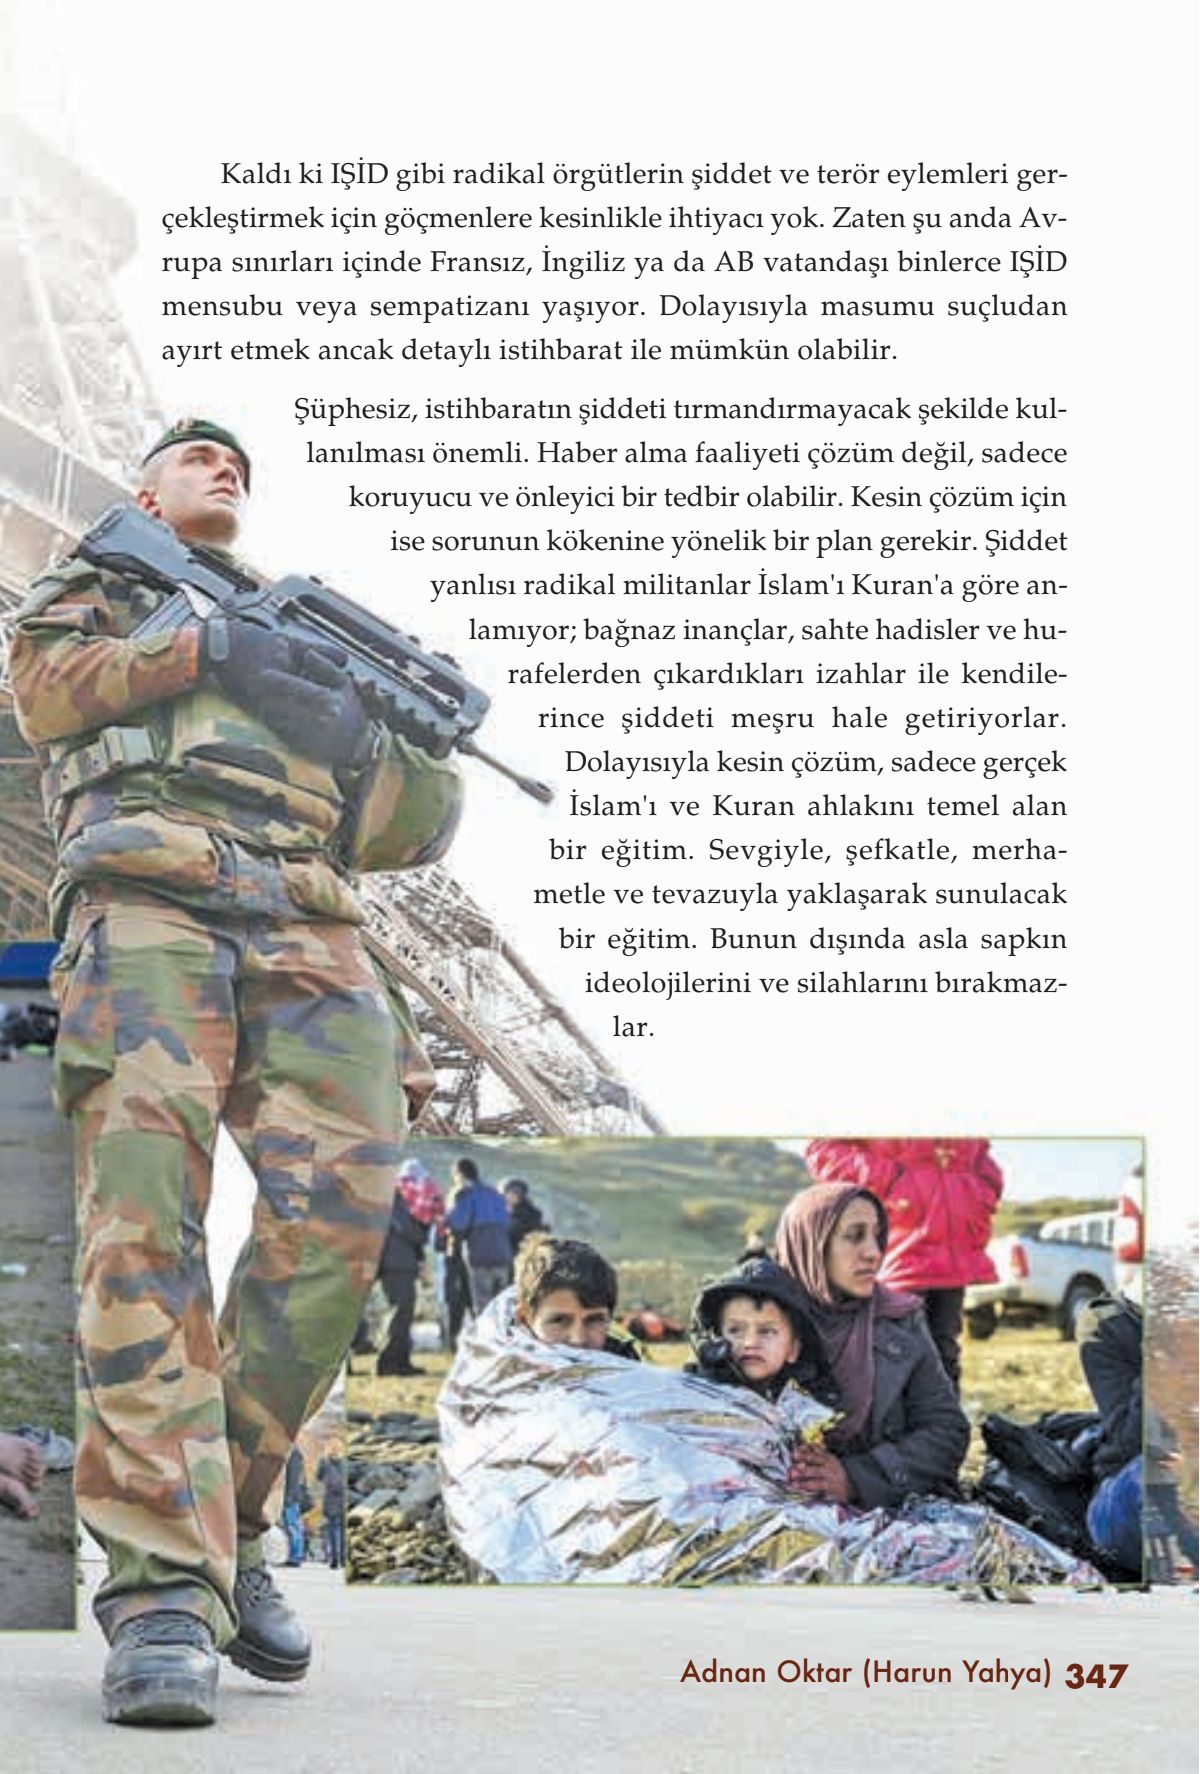 Kaldı ki IŞİD gibi radikal örgütlerin şiddet ve terör eylemleri ger-
çekleştirmek için göçmenlere kesinlikle ihtiyacı yok. Zaten şu anda Av-
rupa sınırları içinde Fransız, İngiliz ya da AB vatandaşı binlerce IŞİD
mensubu veya sempatizanı yaşıyor. Dolayısıyla masumu suçludan
ayırt etmek ancak detaylı istihbarat ile mümkün olabilir.
Şüphesiz, istihbaratın şiddeti tırmandırmayacak şekilde kul-
lanılması önemli. Haber alma faaliyeti çözüm değil, sadece
koruyucu ve önleyici bir tedbir olabilir. Kesin çözüm için
ise sorunun kökenine yönelik bir plan gerekir. Şiddet
yanlısı radikal militanlar İslam'ı Kuran'a göre an-
lamıyor; bağnaz inançlar, sahte hadisler ve hu-
rafelerden çıkardıkları izahlar ile kendile-
rince şiddeti meşru hale getiriyorlar.
Dolayısıyla kesin çözüm, sadece gerçek
İslam'ı ve Kuran ahlakını temel alan
bir eğitim. Sevgiyle, şefkatle, merha-
metle ve tevazuyla yaklaşarak sunulacak
bir eğitim. Bunun dışında asla sapkın
ideolojilerini ve silahlarını bırakmaz-
lar.
Adnan Oktar (Harun Yahya) 347